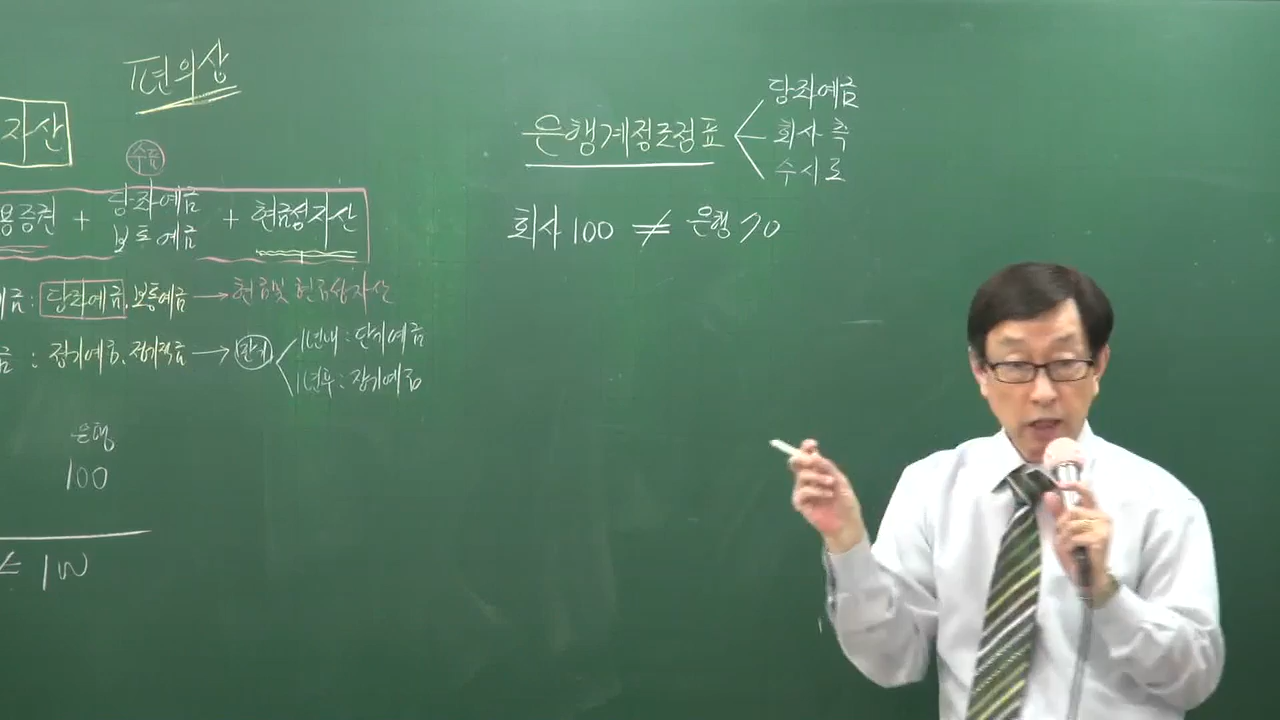 편의상
자산
수표
용증권 + 당좌예금 보통예금 + 현금성자산
금 : 당좌예금, 보통예금 → 현금및 현금성자산
금 : 정기예금, 정기적금 → 만기
1년내 : 단기예금
1년후 : 장기예금
은행
100
은행계정조정표
당좌예금
회사 측
수시로
회사 100 ≠ 은행 70